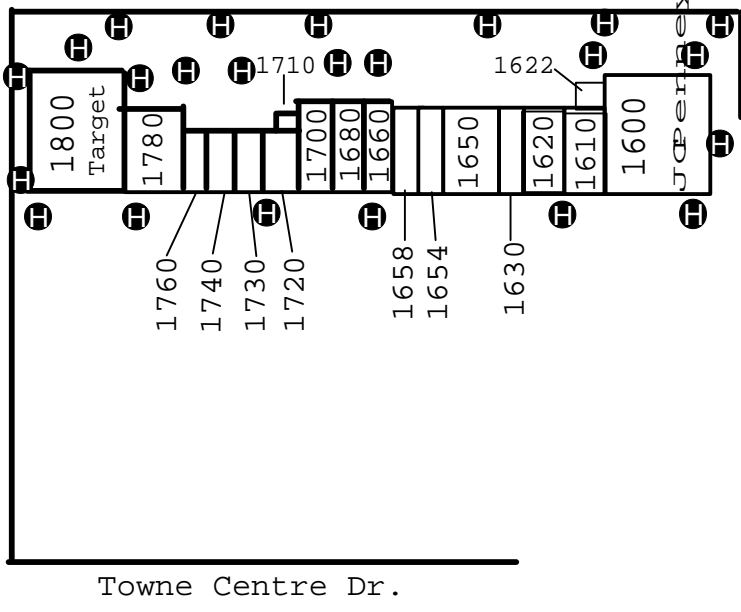 H H H H H H
H H H
H H H H
H H
1710
1622
1800
Target
1780
1700
1680
1660
1650
1620
1610
1600
JCPenney
H
H
H H H H H H
1760
1740
1730
1720
1658
1654
1630
Towne Centre Dr.